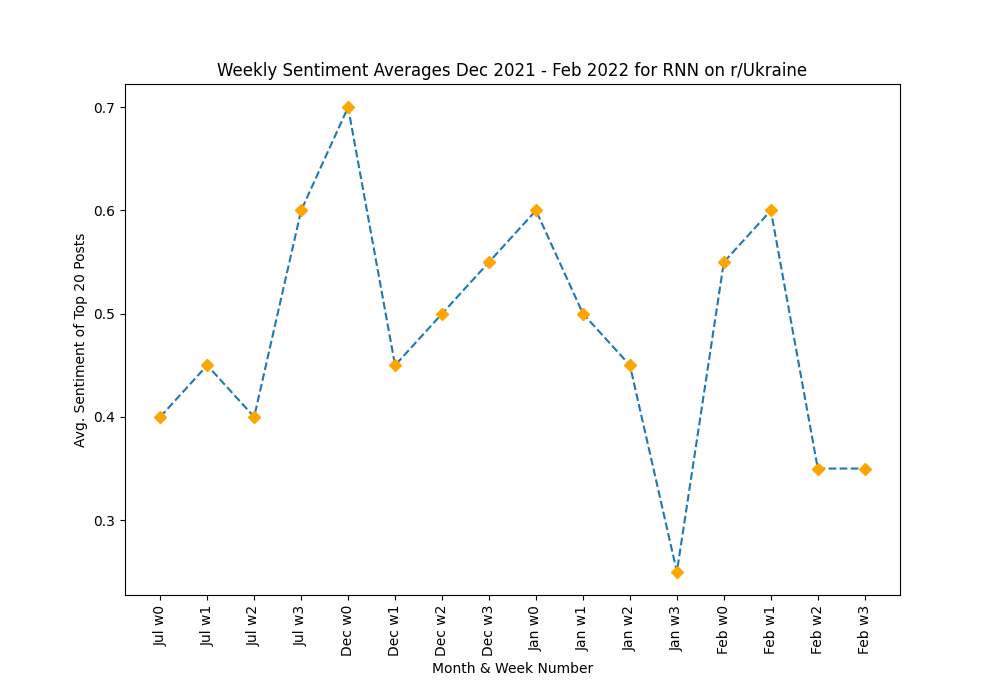 Weekly Sentiment Averages Dec 2021 - Feb 2022 for RNN on r/Ukraine
Avg. Sentiment of Top 20 Posts
0.7
0.6
0.5
0.4
0.3
Jul w0
Jul w1
Jul w2
Jul w3
Dec w0
Dec w1
Dec w2
Dec w3
Jan w0
Jan w1
Jan w2
Jan w3
Feb w0
Feb w1
Feb w2
Feb w3
Month & Week Number